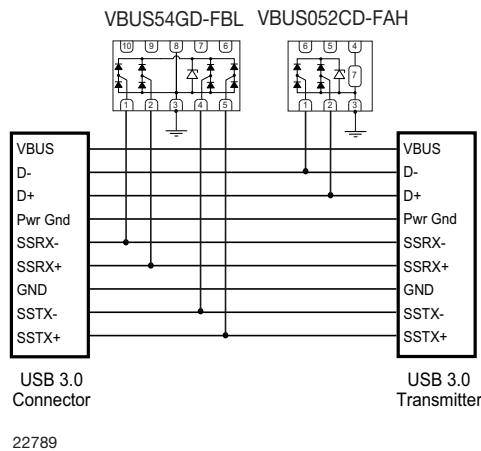 VBUS54GD-FBL VBUS052CD-FAH
10 9 8 7 6
6 5 4
7
1 2 3 4 5
1 2 3
VBUS VBUS
D- D-
D+ D+
Pwr Gnd Pwr Gnd
SSRX- SSRX-
SSRX+ SSRX+
GND GND
SSTX- SSTX-
SSTX+ SSTX+
USB 3.0 USB 3.0
Connector Transmitter
22789